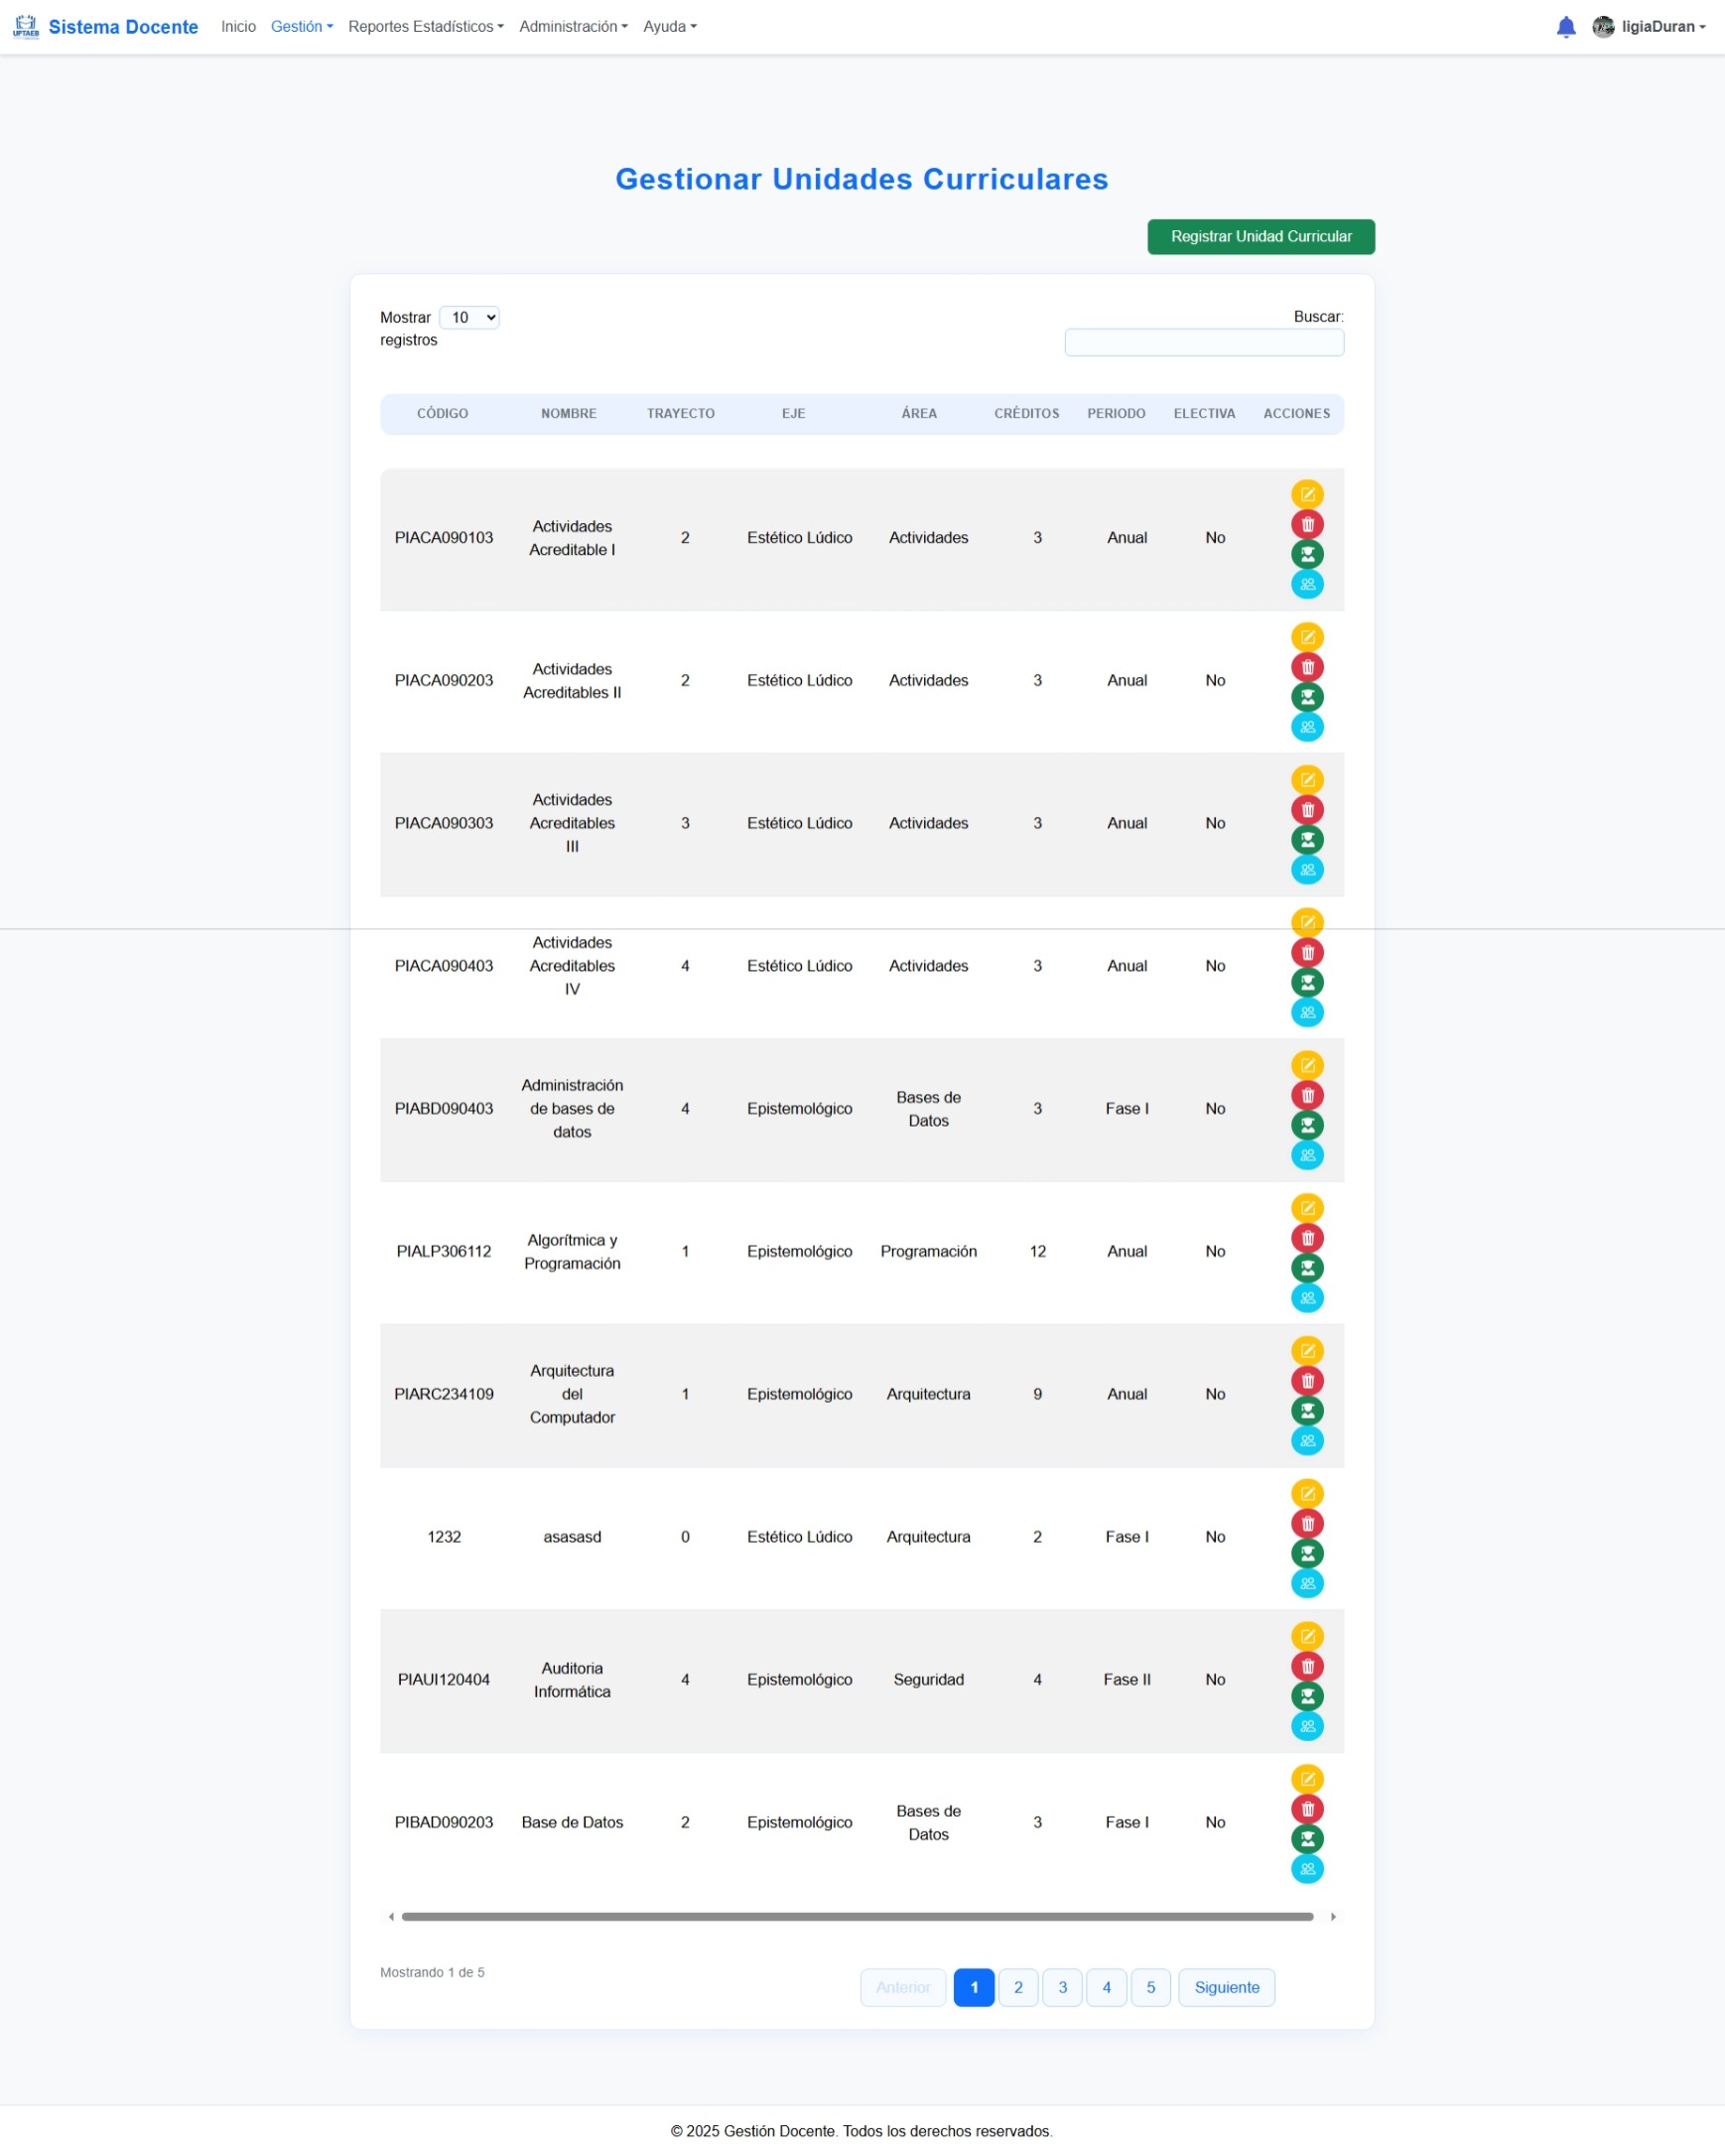 UPTAEB
Sistema Docente Inicio Gestión Reportes Estadísticos Administración Ayuda ligiaDuran
Gestionar Unidades Curriculares
Registrar Unidad Curricular
Mostrar 10
registros
Buscar:
CÓDIGO NOMBRE TRAYECTO EJE ÁREA CRÉDITOS PERIODO ELECTIVA ACCIONES
PIACA090103 Actividades Acreditable I 2 Estético Lúdico Actividades 3 Anual No
PIACA090203 Actividades Acreditables II 2 Estético Lúdico Actividades 3 Anual No
PIACA090303 Actividades Acreditables III 3 Estético Lúdico Actividades 3 Anual No
PIACA090403 Actividades Acreditables IV 4 Estético Lúdico Actividades 3 Anual No
PIABD090403 Administración de bases de datos 4 Epistemológico Bases de Datos 3 Fase I No
PIALP306112 Algorítmica y Programación 1 Epistemológico Programación 12 Anual No
PIARC234109 Arquitectura del Computador 1 Epistemológico Arquitectura 9 Anual No
1232 asasasd 0 Estético Lúdico Arquitectura 2 Fase I No
PIAUI120404 Auditoria Informática 4 Epistemológico Seguridad 4 Fase II No
PIBAD090203 Base de Datos 2 Epistemológico Bases de Datos 3 Fase I No
Mostrando 1 de 5
Anterior 1 2 3 4 5 Siguiente
© 2025 Gestión Docente. Todos los derechos reservados.